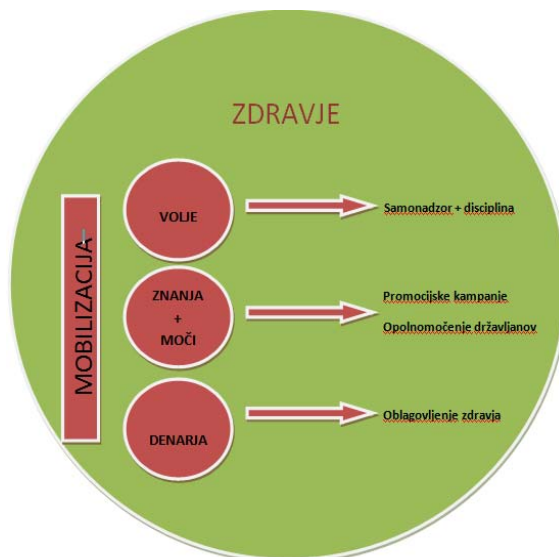 ZDRAVJE
MOBILIZACIJA
VOLJE
Samonadzor + disciplina
ZNANJA
+
MOČI
Promocijske kampanje
Opolnomočenje državljanov
DENARJA
Oblagovljenje zdravja